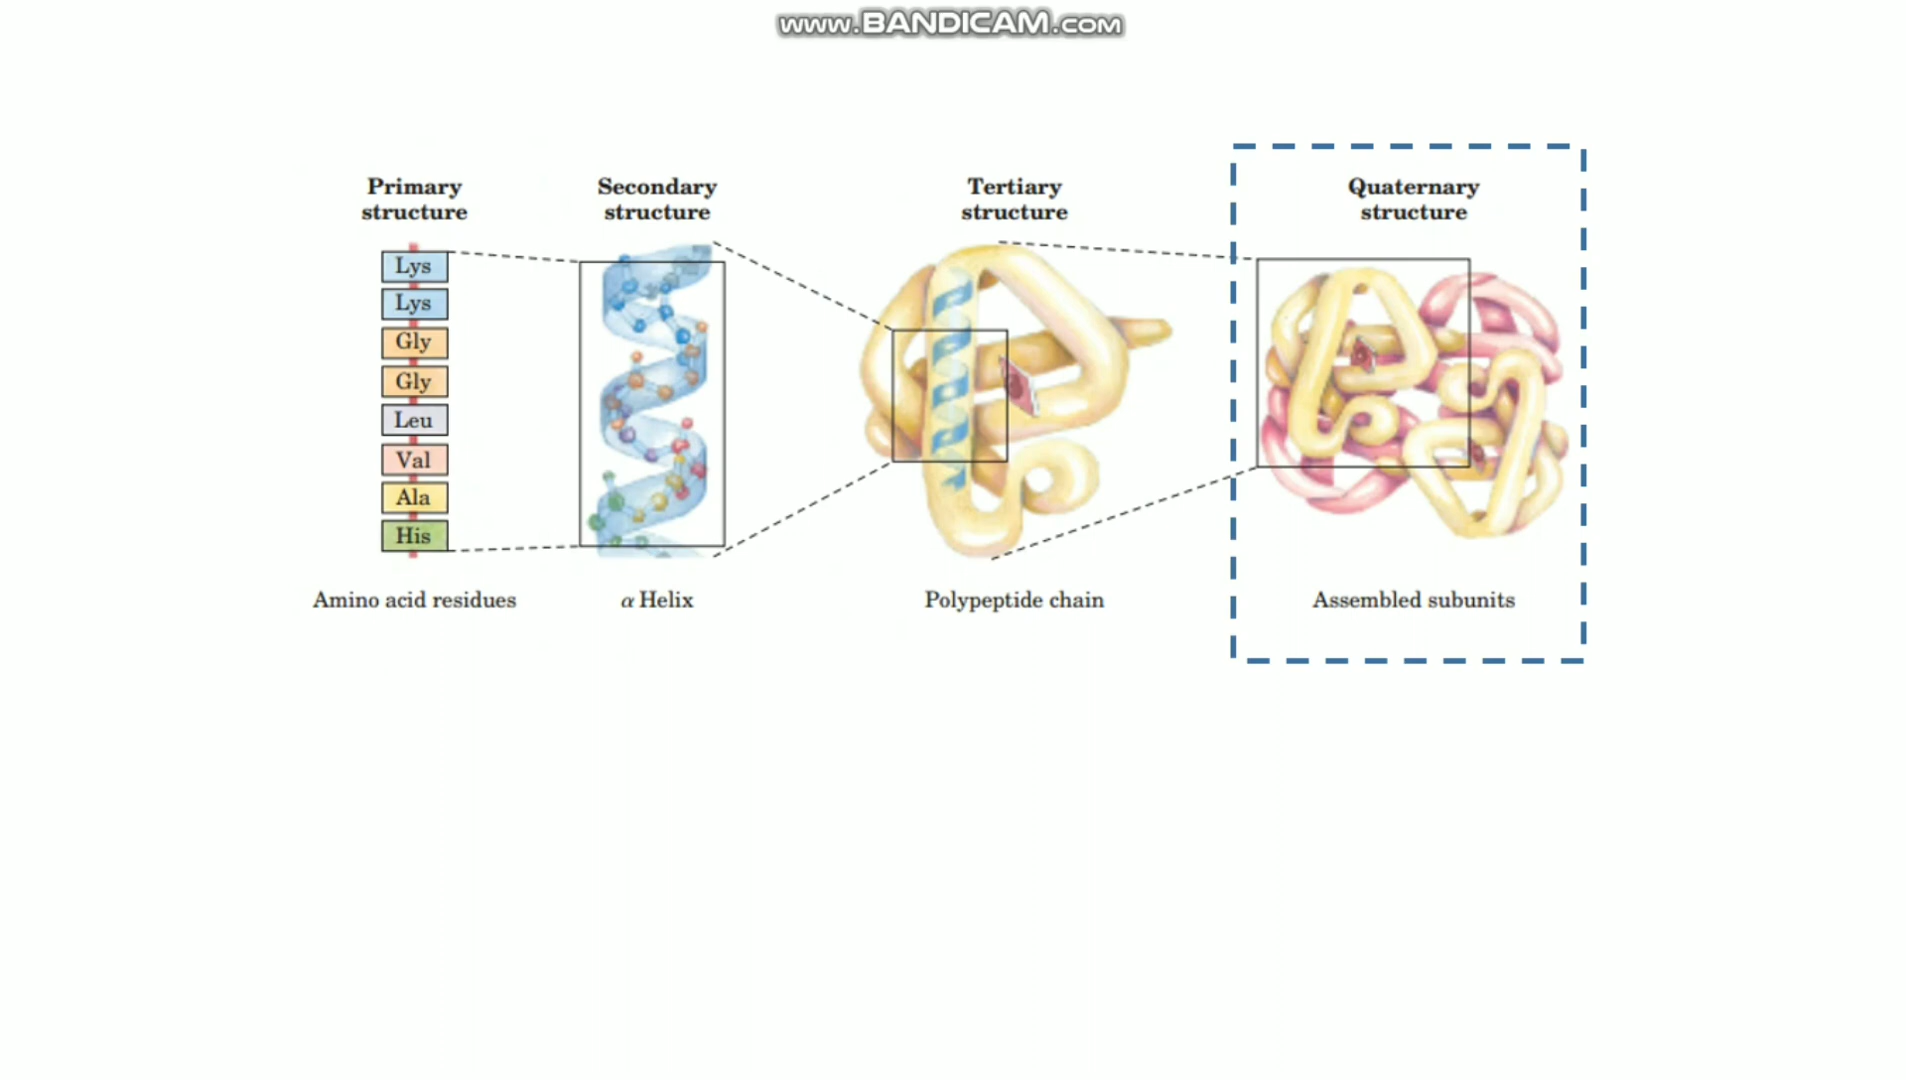 www.BANDICAM.com
Primary
structure
Secondary
structure
Tertiary
structure
Quaternary
structure
Lys
Lys
Gly
Gly
Leu
Val
Ala
His
Amino acid residues
α Helix
Polypeptide chain
Assembled subunits